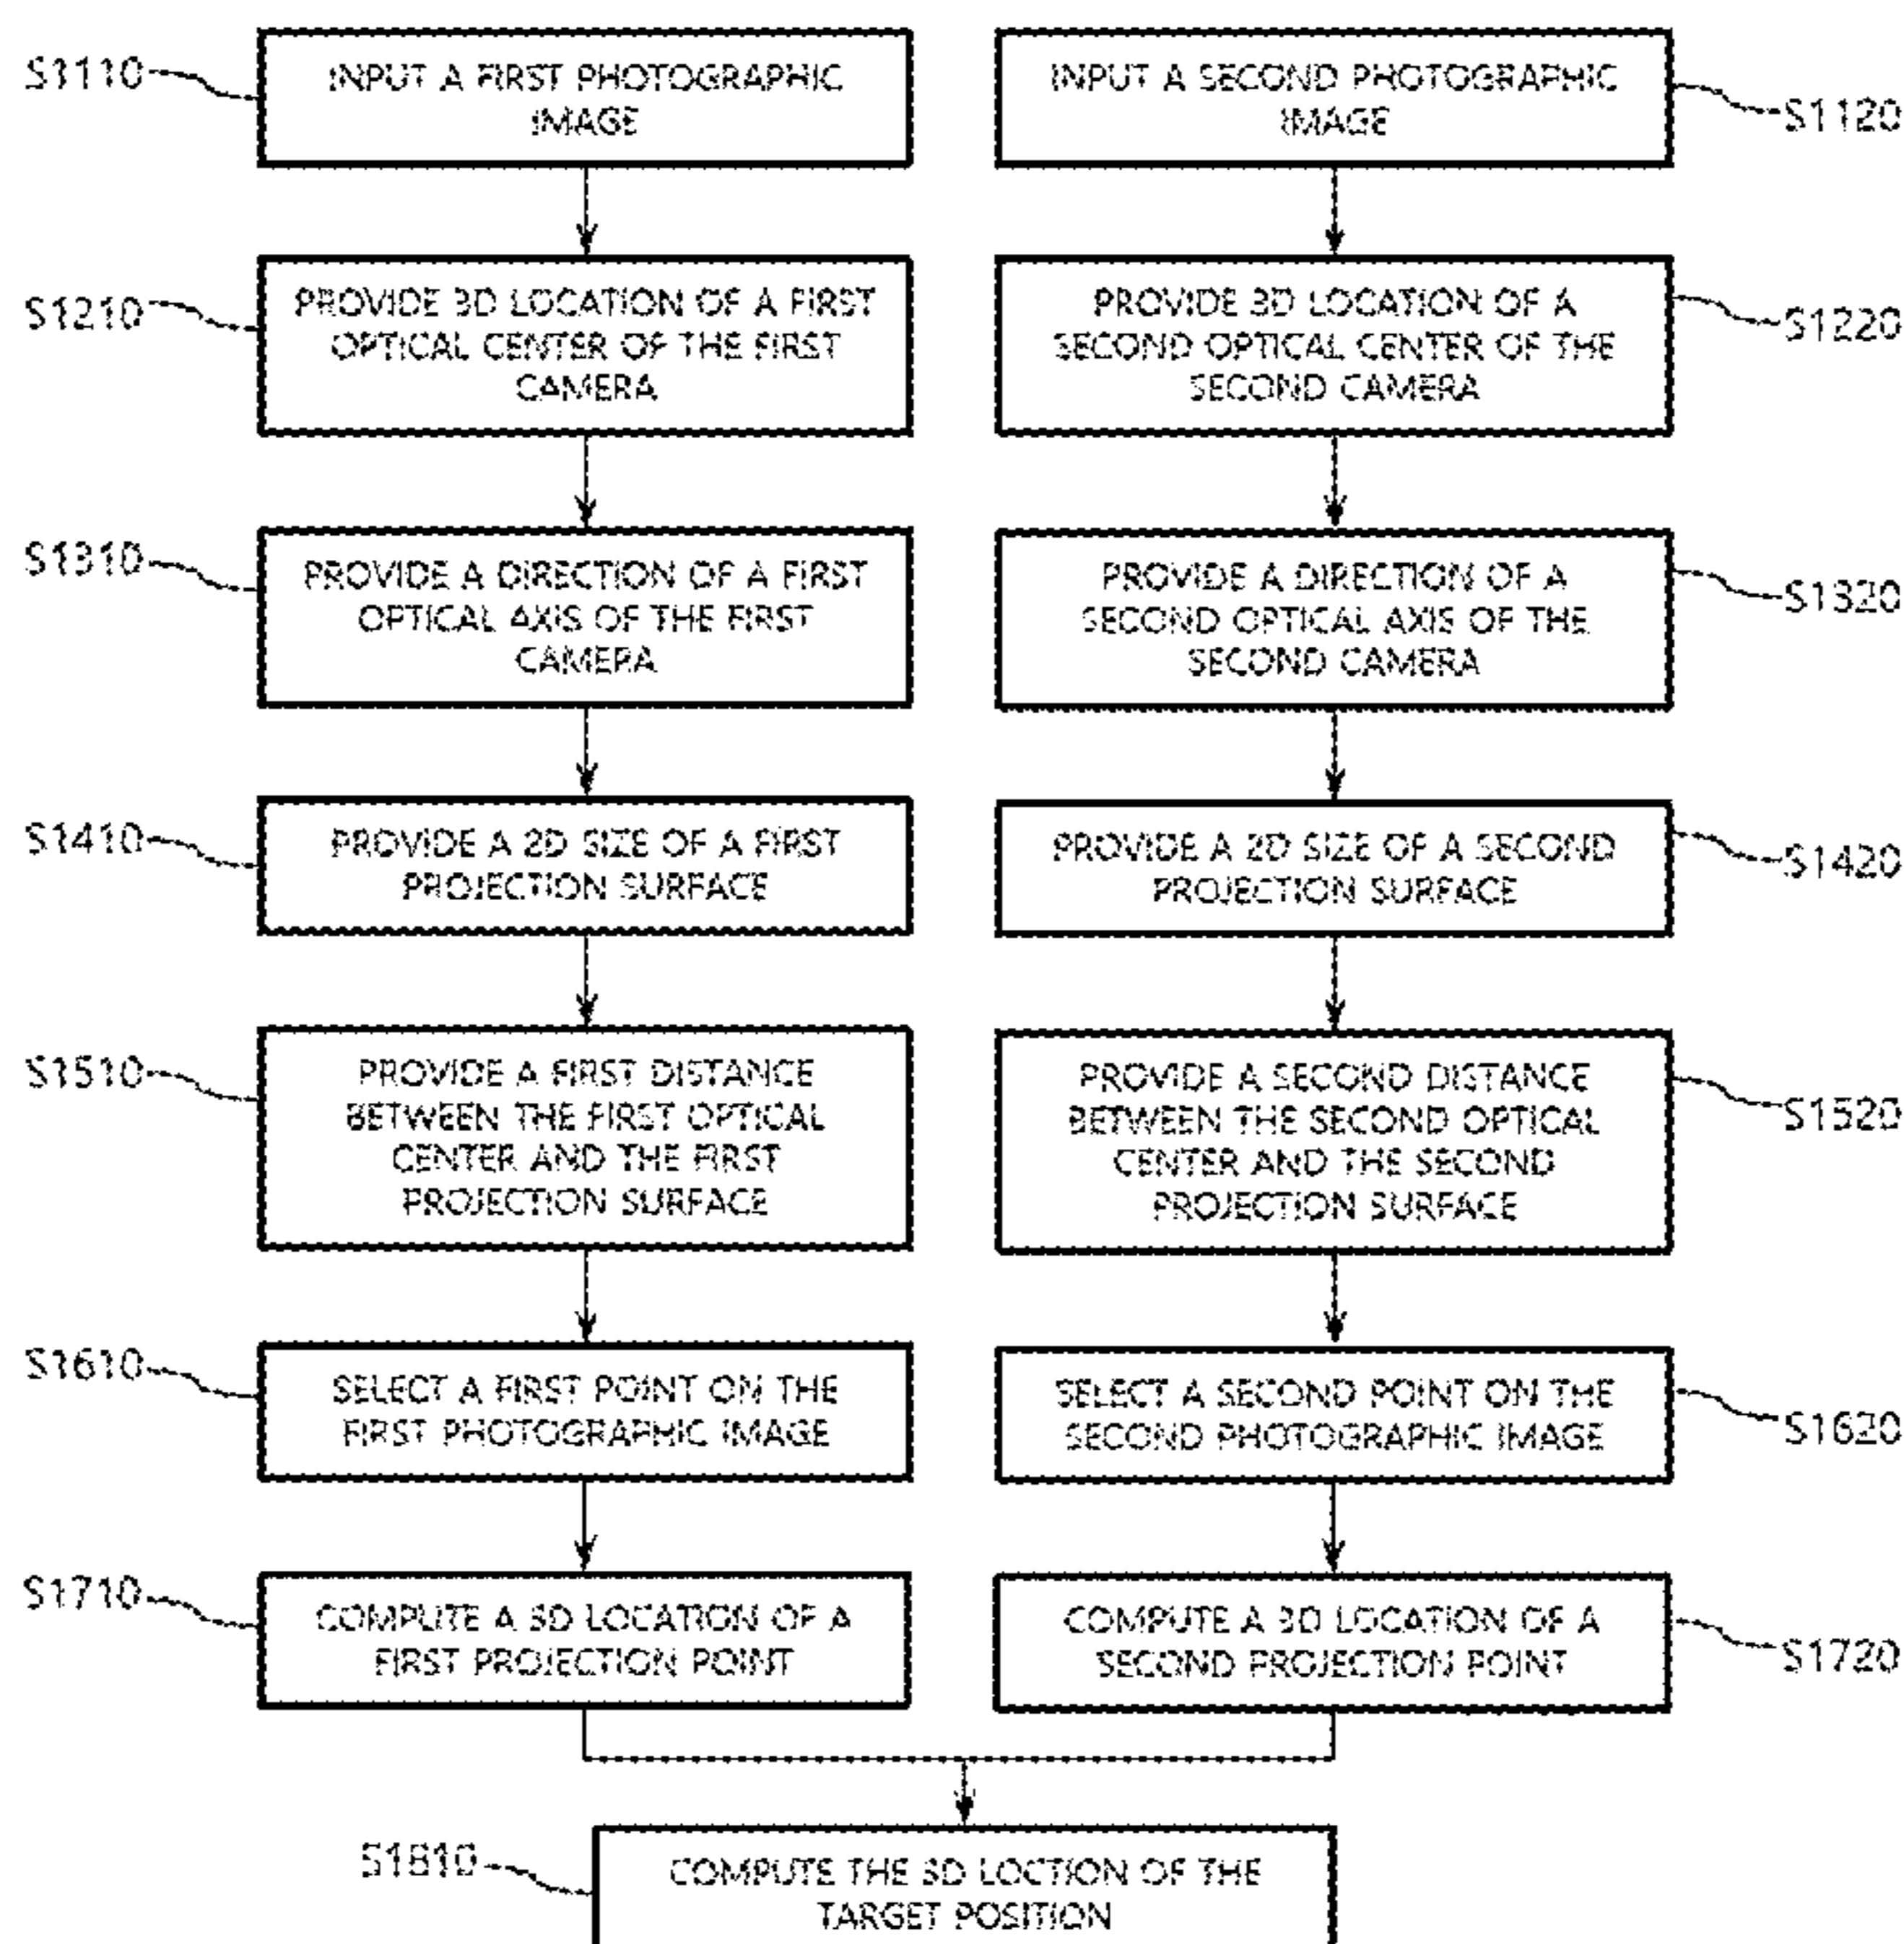 S1110
INPUT A FIRST PHOTOGRAPHIC
IMAGE
INPUT A SECOND PHOTOGRAPHIC
IMAGE
S1120
S1210
PROVIDE 3D LOCATION OF A FIRST
OPTICAL CENTER OF THE FIRST
CAMERA
PROVIDE 3D LOCATION OF A
SECOND OPTICAL CENTER OF THE
SECOND CAMERA
S1220
S1310
PROVIDE A DIRECTION OF A FIRST
OPTICAL AXIS OF THE FIRST
CAMERA
PROVIDE A DIRECTION OF A
SECOND OPTICAL AXIS OF THE
SECOND CAMERA
S1320
S1410
PROVIDE A 2D SIZE OF A FIRST
PROJECTION SURFACE
PROVIDE A 2D SIZE OF A SECOND
PROJECTION SURFACE
S1420
S1510
PROVIDE A FIRST DISTANCE
BETWEEN THE FIRST OPTICAL
CENTER AND THE FIRST
PROJECTION SURFACE
PROVIDE A SECOND DISTANCE
BETWEEN THE SECOND OPTICAL
CENTER AND THE SECOND
PROJECTION SURFACE
S1520
S1610
SELECT A FIRST POINT ON THE
FIRST PHOTOGRAPHIC IMAGE
SELECT A SECOND POINT ON THE
SECOND PHOTOGRAPHIC IMAGE
S1620
S1710
COMPUTE A 3D LOCATION OF A
FIRST PROJECTION POINT
COMPUTE A 3D LOCATION OF A
SECOND PROJECTION POINT
S1720
S1810
COMPUTE THE 3D LOCTION OF THE
TARGET POSITION